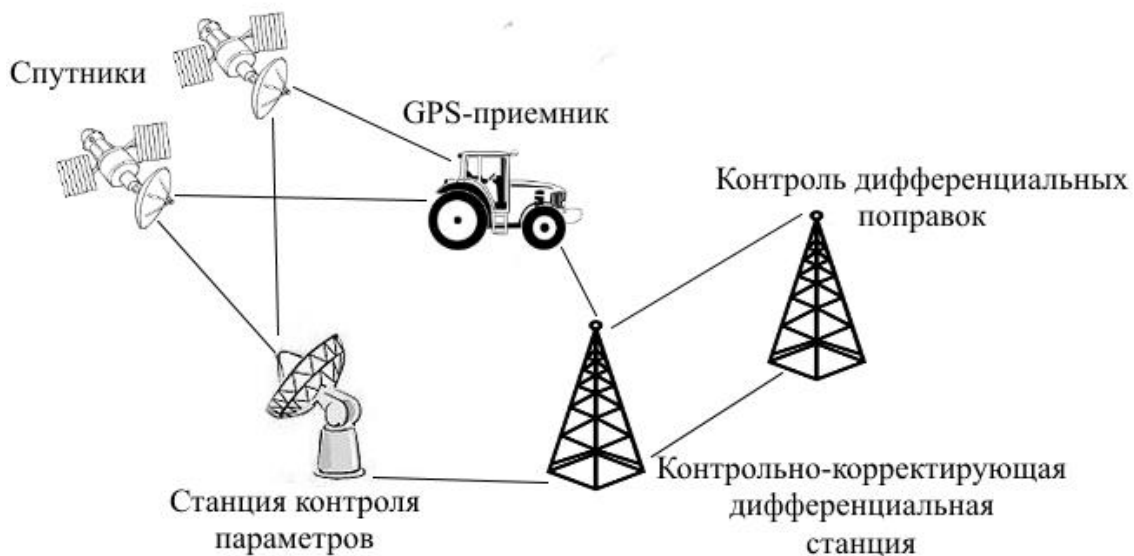 Спутники
GPS-приемник
Контроль дифференциальных
поправок
Станция контроля
параметров
Контрольно-корректирующая
дифференциальная
станция